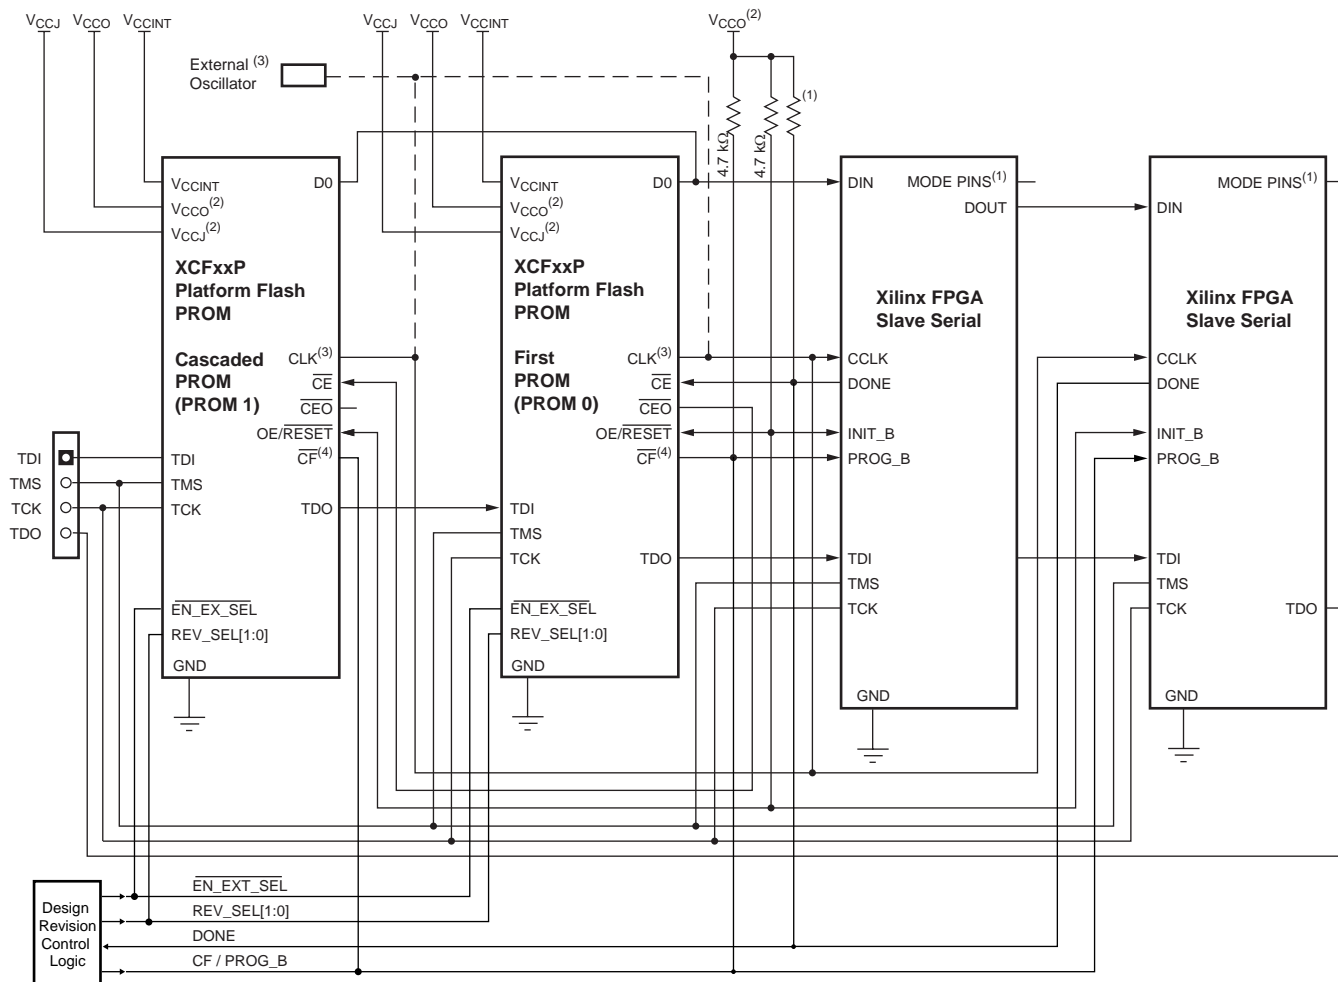 VCCJ VCCO VCCINT
VCCJ VCCO VCCINT
VCCO(2)
External (3)
Oscillator
(1)
4.7 kΩ
4.7 kΩ
VCCINT
VCCO(2)
VCCJ(2)
D0
XCFxxP
Platform Flash
PROM
Cascaded
PROM
(PROM 1)
CLK(3)
CE
CEO
OE/RESET
CF(4)
TDI
TMS
TCK
TDO
EN_EX_SEL
REV_SEL[1:0]
GND
VCCINT
VCCO(2)
VCCJ(2)
D0
XCFxxP
Platform Flash
PROM
First
PROM
(PROM 0)
CLK(3)
CE
CEO
OE/RESET
CF(4)
TDI
TMS
TCK
TDO
EN_EX_SEL
REV_SEL[1:0]
GND
DIN
MODE PINS(1)
DOUT
Xilinx FPGA
Slave Serial
CCLK
DONE
INIT_B
PROG_B
TDI
TMS
TCK
GND
MODE PINS(1)
DIN
Xilinx FPGA
Slave Serial
CCLK
DONE
INIT_B
PROG_B
TDI
TMS
TCK
TDO
GND
TDI
TMS
TCK
TDO
Design
Revision
Control
Logic
EN_EXT_SEL
REV_SEL[1:0]
DONE
CF / PROG_B